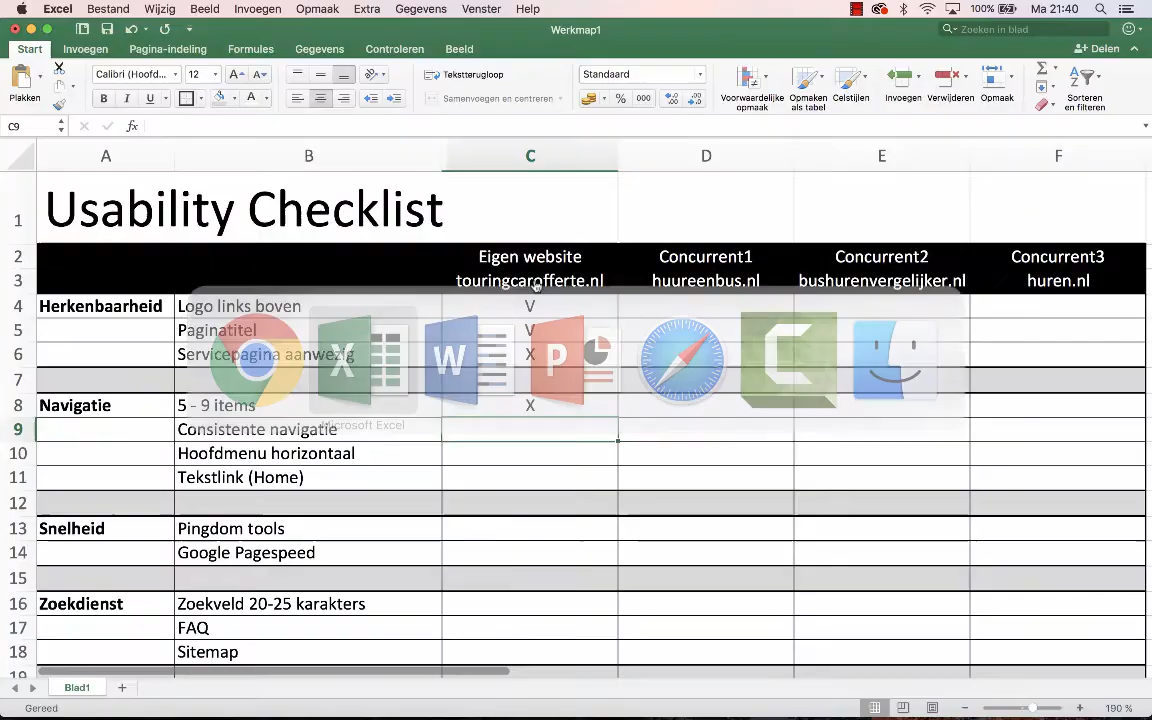 Excel Bestand Wijzig Beeld Invoegen Opmaak Extra Gegevens Venster Help 100% Ma 21:40
Werkmap1
Zoeken in blad
Start Invoegen Pagina-indeling Formules Gegevens Controleren Beeld Delen
Plakken
Calibri (Hoofd... 12 A A
B I U A
Tekstterugloop
Samenvoegen en centreren
Standaard
% 000
Voorwaardelijke opmaak
Opmaken als tabel
Celstijlen
Invoegen Verwijderen Opmaak
Sorteren en filteren
C9 fx
A B C D E F
1 Usability Checklist
2 Eigen website Concurrent1 Concurrent2 Concurrent3
3 touringcarofferte.nl huureenbus.nl bushurenvergelijker.nl huren.nl
4 Herkenbaarheid Logo links boven V
5 Paginatitel V
6 Servicepagina aanwezig X
7
8 Navigatie 5 - 9 items X
Microsoft Excel
9 Consistente navigatie
10 Hoofdmenu horizontaal
11 Tekstlink (Home)
12
13 Snelheid Pingdom tools
14 Google Pagespeed
15
16 Zoekdienst Zoekveld 20-25 karakters
17 FAQ
18 Sitemap
19
Blad1
Gereed 190 %